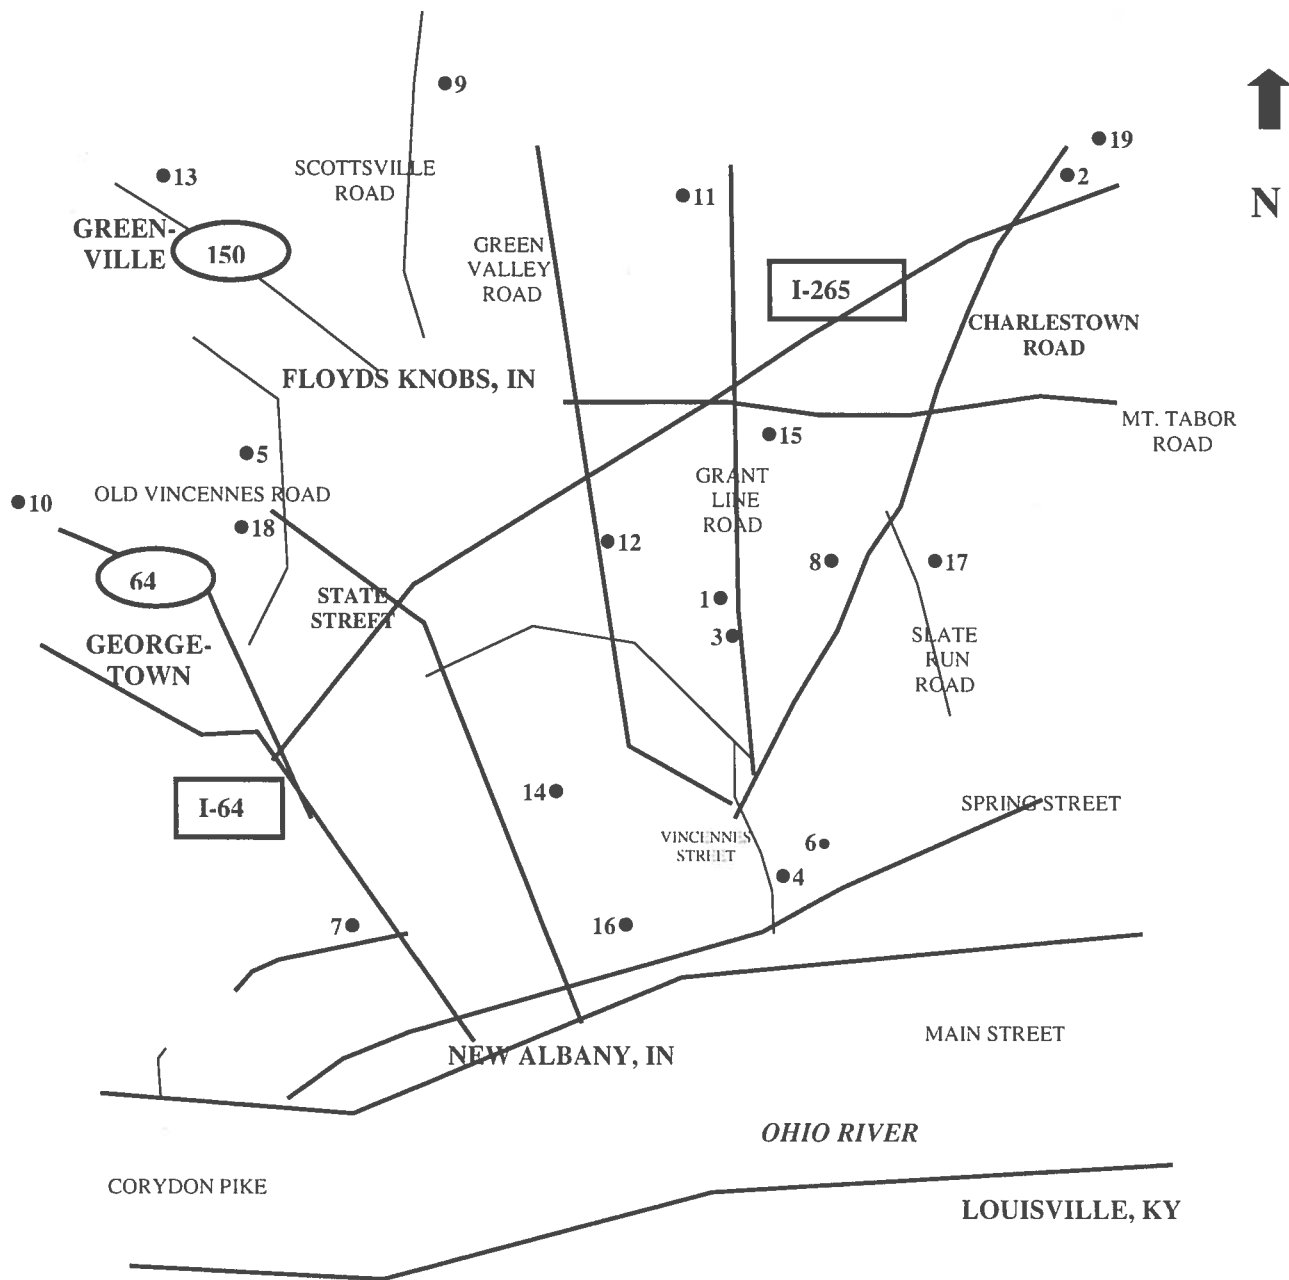 9
19
13
SCOTTSVILLE
ROAD
2
11
N
GREEN-
VILLE
150
GREEN
VALLEY
ROAD
I-265
CHARLESTOWN
ROAD
FLOYDS KNOBS, IN
MT. TABOR
ROAD
15
5
GRANT
LINE
ROAD
OLD VINCENNES ROAD
10
18
12
8
17
64
STATE
STREET
1
3
SLATE
RUN
ROAD
GEORGE-
TOWN
14
I-64
SPRING STREET
VINCENNES
STREET
6
4
7
16
MAIN STREET
NEW ALBANY, IN
OHIO RIVER
CORYDON PIKE
LOUISVILLE, KY